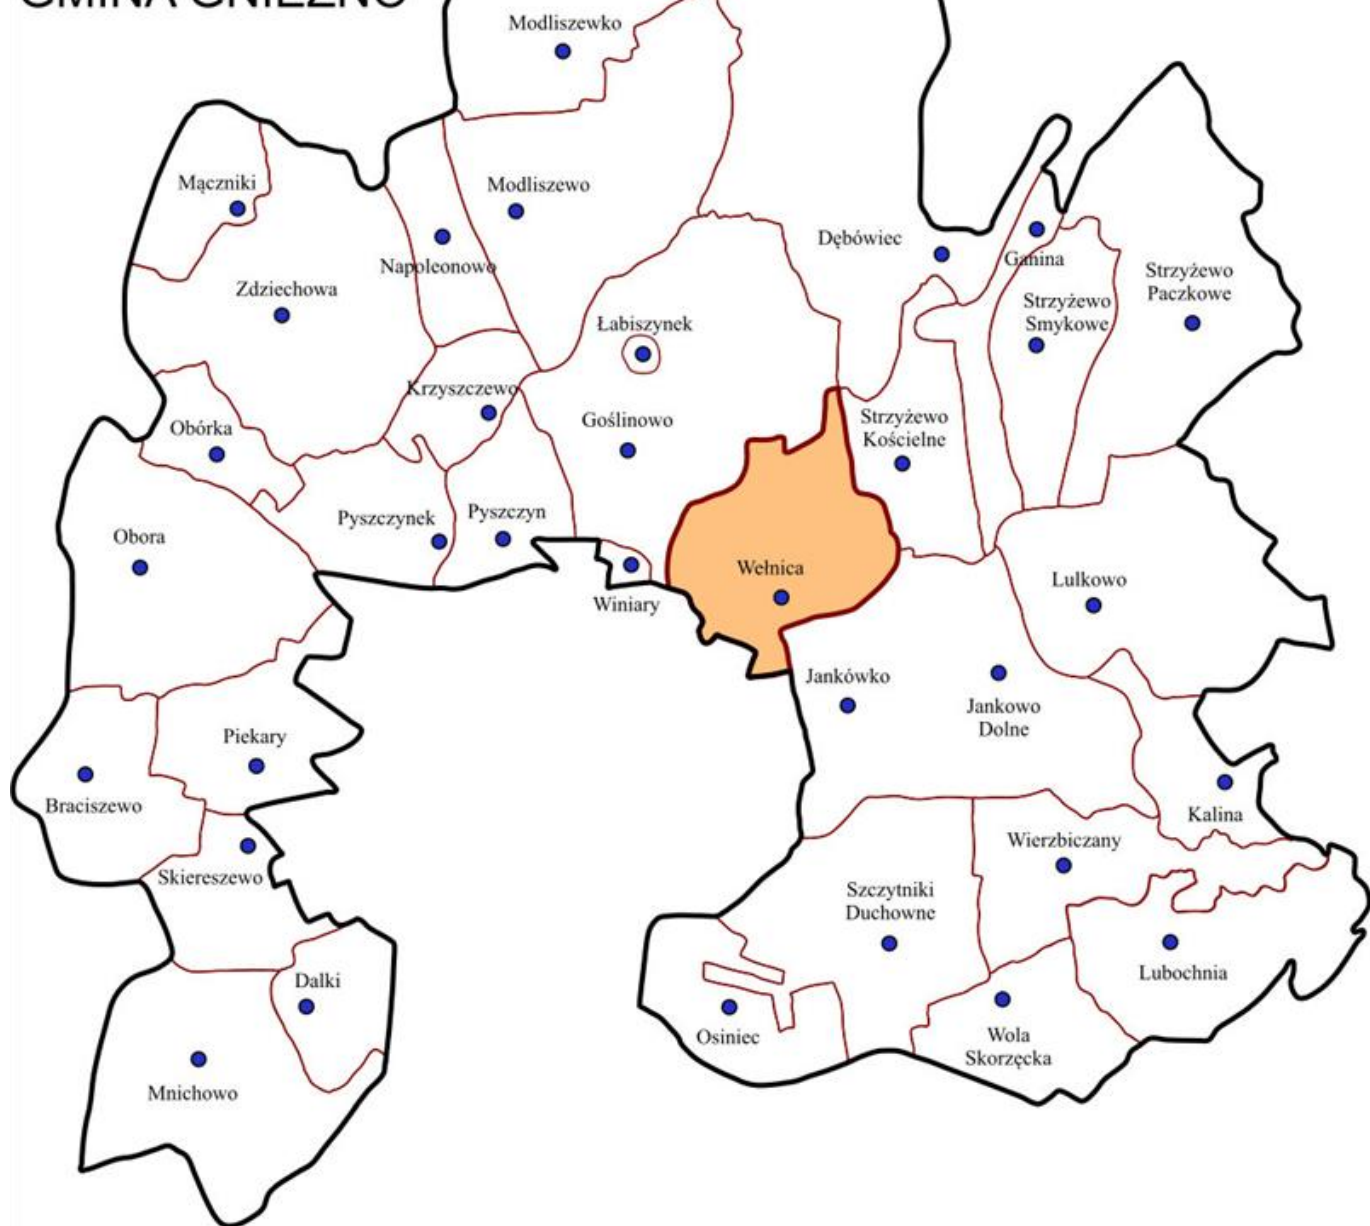 GMINA GNIEZNO
Modliszewko
Mączniki
Modliszewo
Dębówiec
Napoleonowo
Ganina
Strzyżewo
Paczkowe
Zdziechowa
Strzyżewo
Smykowe
Łabiszynek
Krzyszczewo
Obórka
Goślinowo
Strzyżewo
Kościelne
Pyszczynek
Pyszczyn
Obora
Wełnica
Lulkowo
Winiary
Jankówko
Jankowo
Dolne
Piekary
Braciszewo
Kalina
Wierzbiczany
Skiereszewo
Szczytniki
Duchowne
Lubochnia
Dalki
Osiniec
Wola
Skorzęcka
Mnichowo